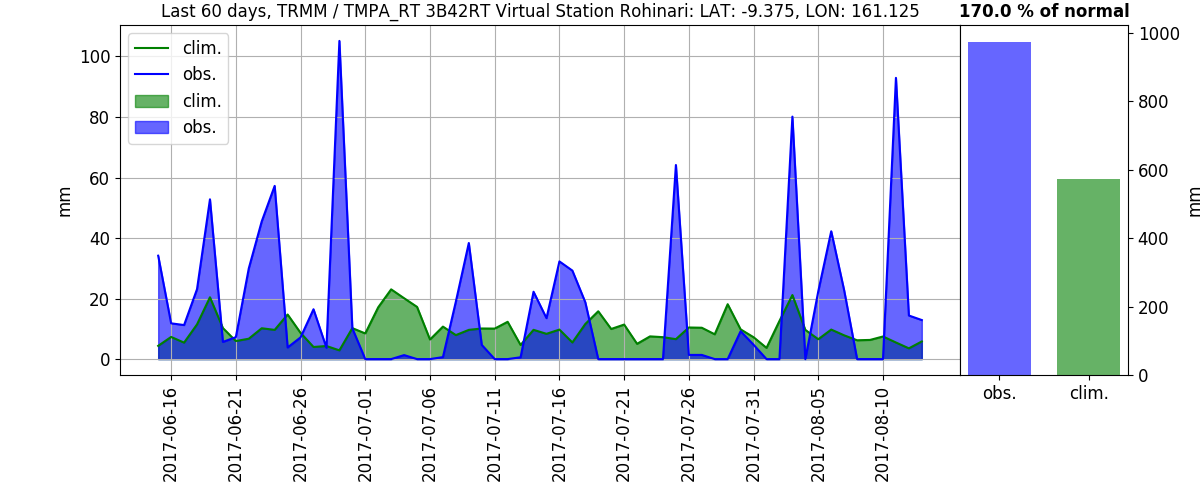 Last 60 days, TRMM / TMPA_RT 3B42RT Virtual Station Rohinari: LAT: -9.375, LON: 161.125
170.0 % of normal
clim.
obs.
clim.
obs.
mm
100
80
60
40
20
0
2017-06-16
2017-06-21
2017-06-26
2017-07-01
2017-07-06
2017-07-11
2017-07-16
2017-07-21
2017-07-26
2017-07-31
2017-08-05
2017-08-10
1000
800
600
400
200
0
mm
obs.
clim.